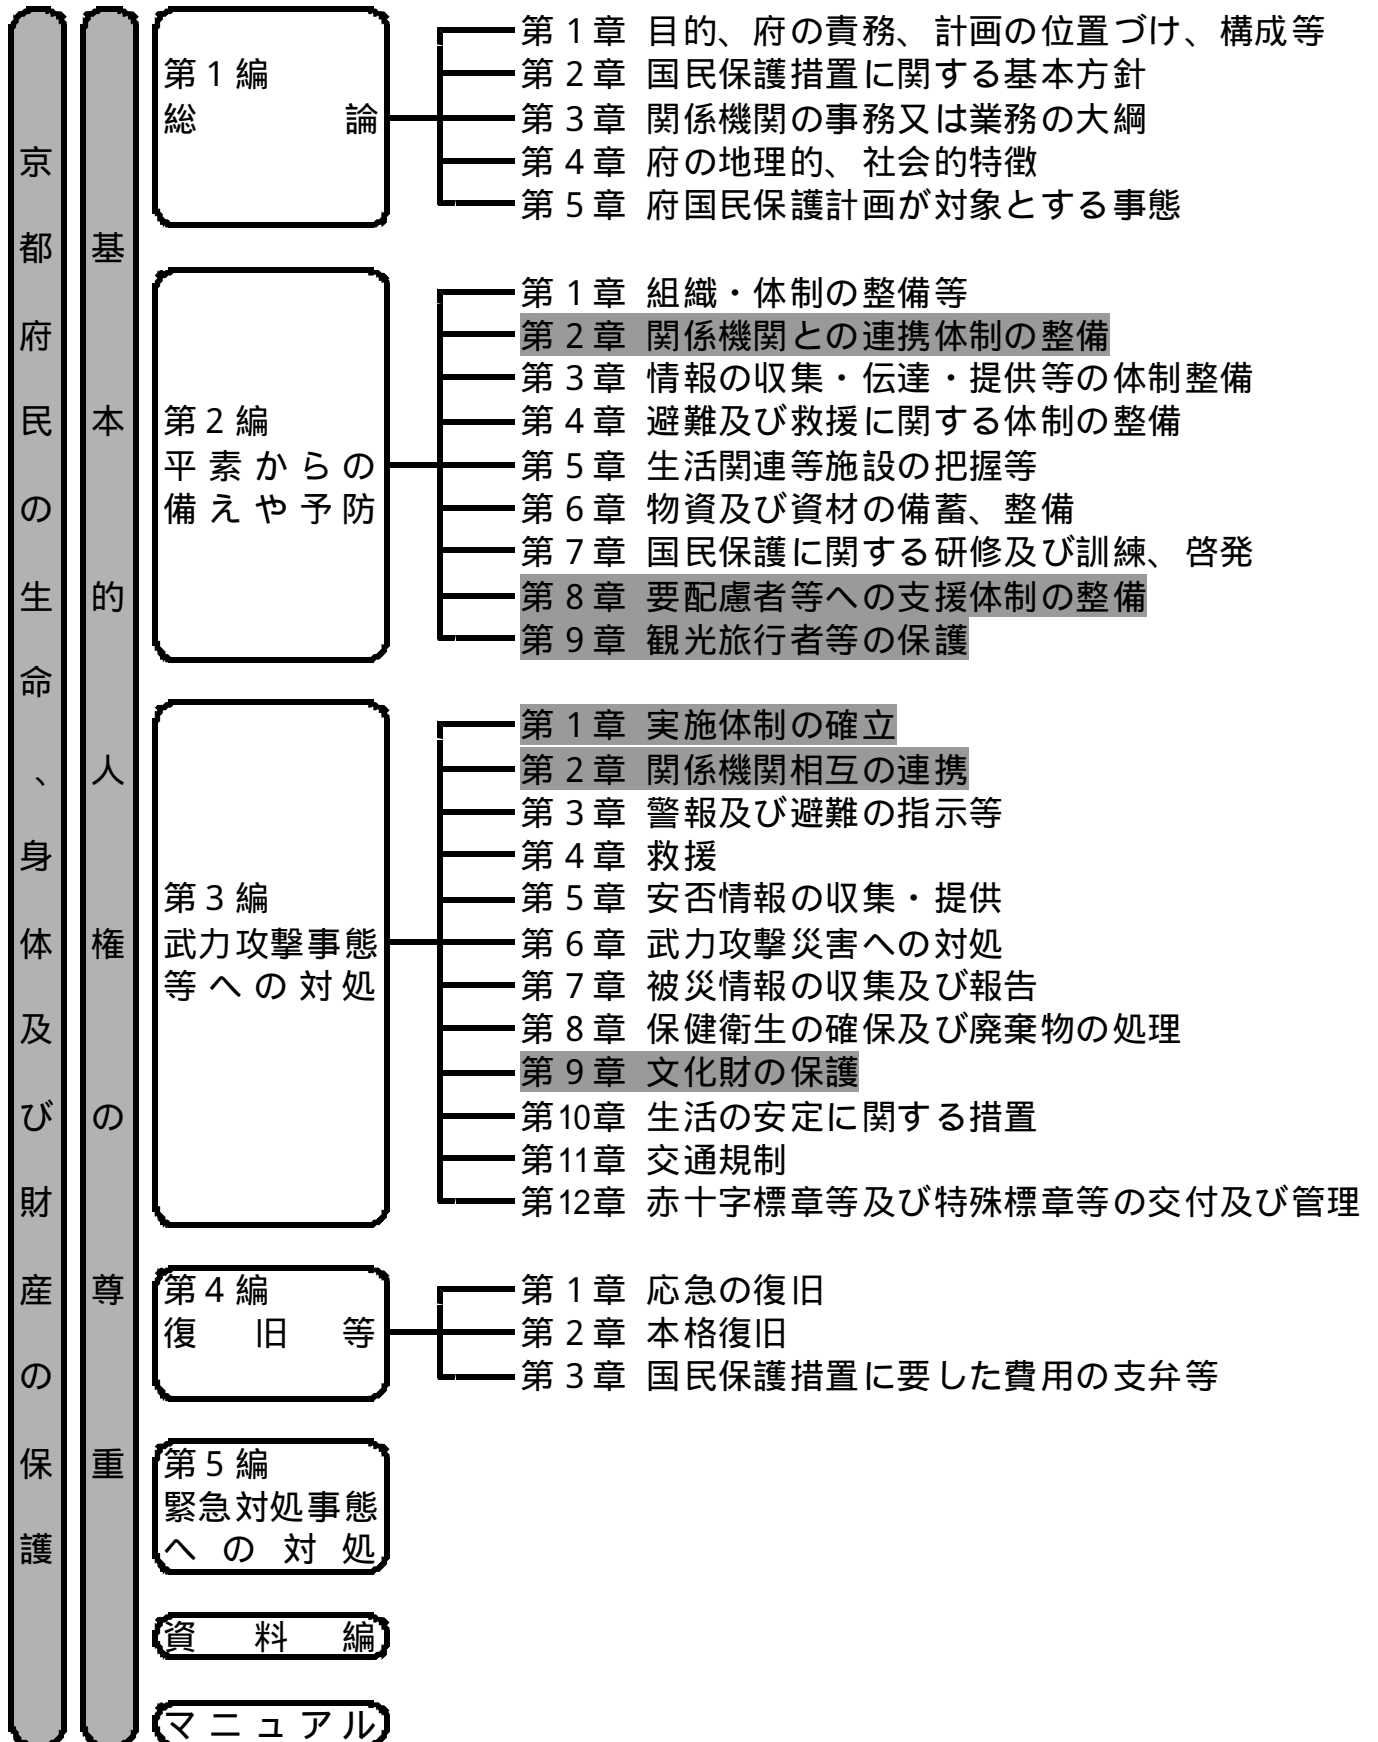 京都府民の生命、身体及び財産の保護
基本的人権の尊重
第1編
総論
第1章 目的、府の責務、計画の位置づけ、構成等
第2章 国民保護措置に関する基本方針
第3章 関係機関の事務又は業務の大綱
第4章 府の地理的、社会的特徴
第5章 府国民保護計画が対象とする事態
第2編
平素からの
備えや予防
第1章 組織・体制の整備等
第2章 関係機関との連携体制の整備
第3章 情報の収集・伝達・提供等の体制整備
第4章 避難及び救援に関する体制の整備
第5章 生活関連等施設の把握等
第6章 物資及び資材の備蓄、整備
第7章 国民保護に関する研修及び訓練、啓発
第8章 要配慮者等への支援体制の整備
第9章 観光旅行者等の保護
第3編
武力攻撃事態
等への対処
第1章 実施体制の確立
第2章 関係機関相互の連携
第3章 警報及び避難の指示等
第4章 救援
第5章 安否情報の収集・提供
第6章 武力攻撃災害への対処
第7章 被災情報の収集及び報告
第8章 保健衛生の確保及び廃棄物の処理
第9章 文化財の保護
第10章 生活の安定に関する措置
第11章 交通規制
第12章 赤十字標章等及び特殊標章等の交付及び管理
第4編
復旧等
第1章 応急の復旧
第2章 本格復旧
第3章 国民保護措置に要した費用の支弁等
第5編
緊急対処事態
への対処
資料編
マニュアル